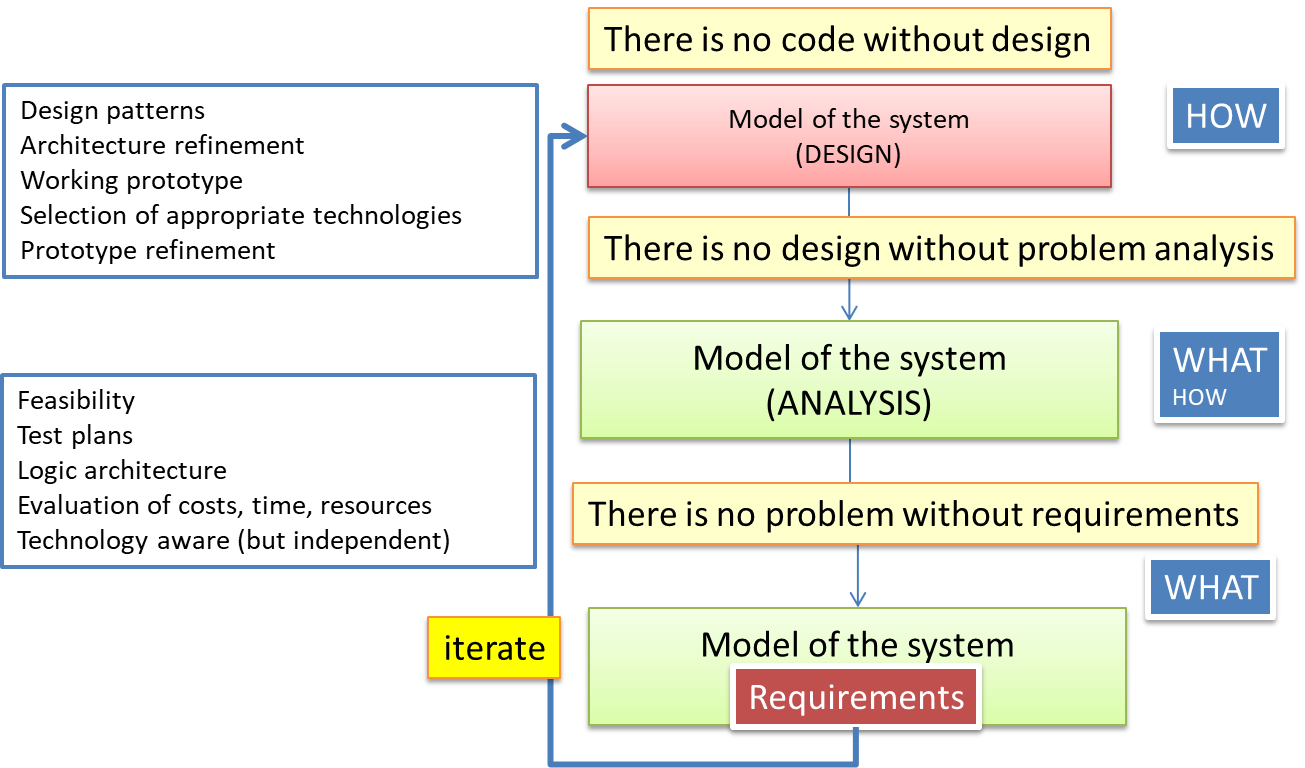 There is no code without design
Design patterns
Architecture refinement
Working prototype
Selection of appropriate technologies
Prototype refinement
Model of the system
(DESIGN)
HOW
There is no design without problem analysis
Model of the system
(ANALYSIS)
WHAT
HOW
Feasibility
Test plans
Logic architecture
Evaluation of costs, time, resources
Technology aware (but independent)
There is no problem without requirements
WHAT
iterate
Model of the system
Requirements